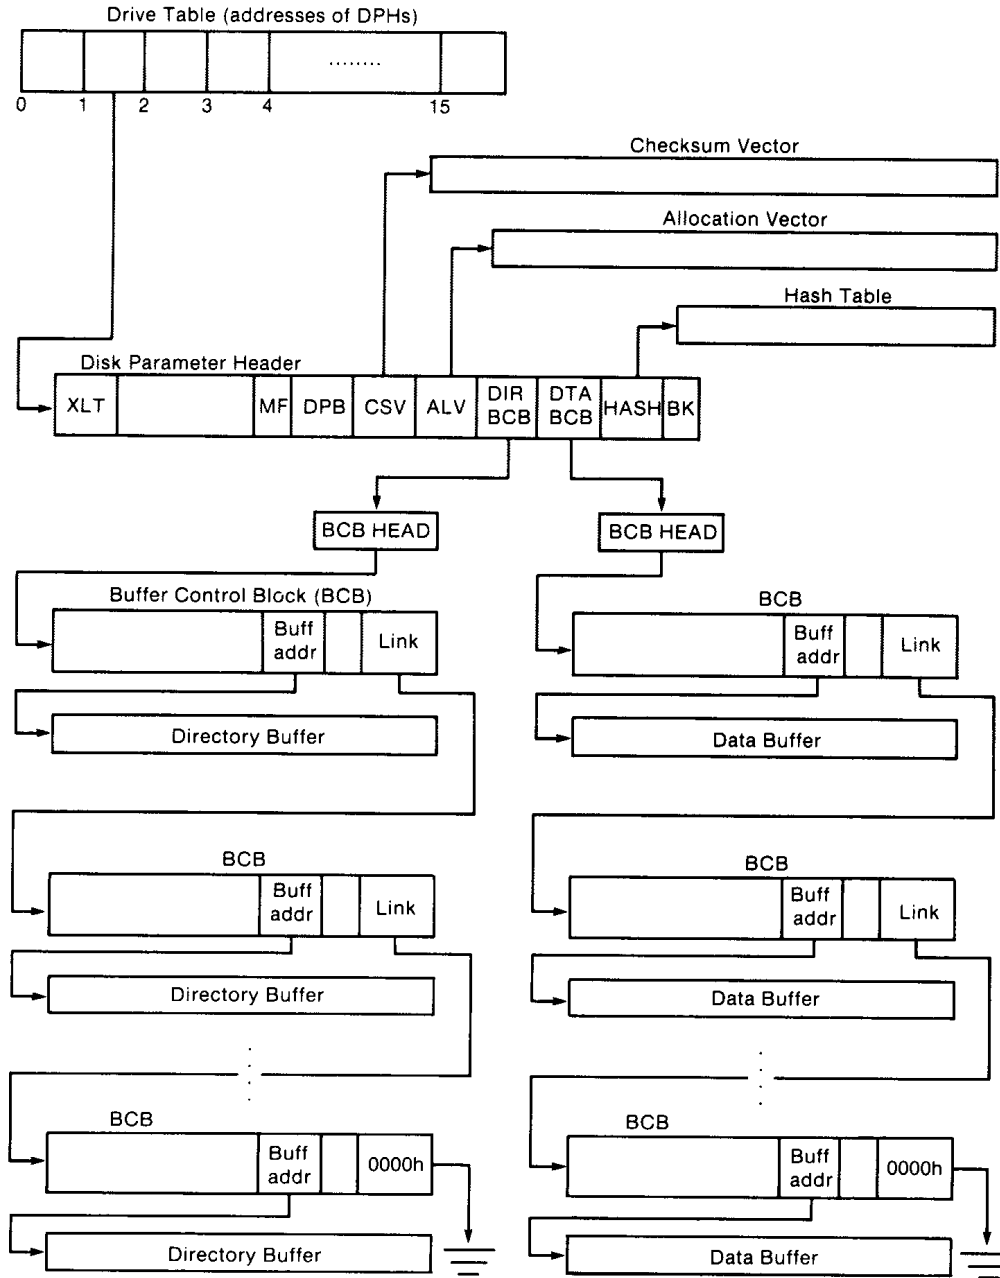 Drive Table (addresses of DPHs)
........
0 1 2 3 4 15
Checksum Vector
Allocation Vector
Hash Table
Disk Parameter Header
XLT MF DPB CSV ALV DIR BCB DTA BCB HASH BK
BCB HEAD
BCB HEAD
Buffer Control Block (BCB)
Buff addr
Link
Directory Buffer
BCB
Buff addr
Link
Data Buffer
BCB
Buff addr
Link
Directory Buffer
BCB
Buff addr
Link
Data Buffer
BCB
Buff addr
0000h
Directory Buffer
BCB
Buff addr
0000h
Data Buffer